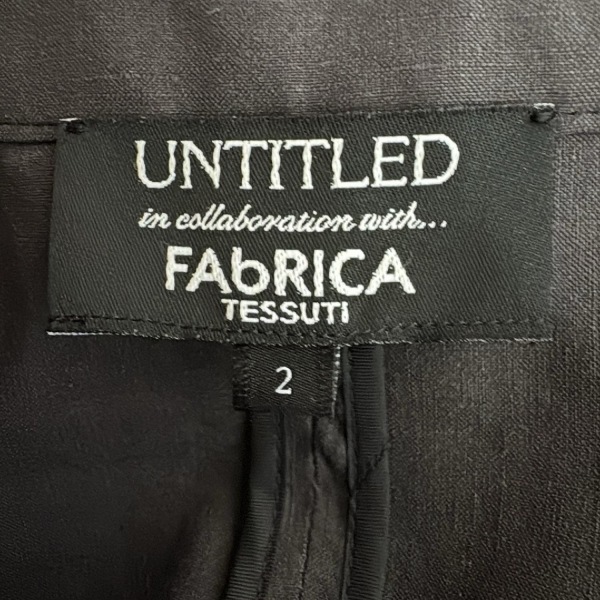 UNTITLED
in collaboration with...
FAbRICA
TESSUTI
2